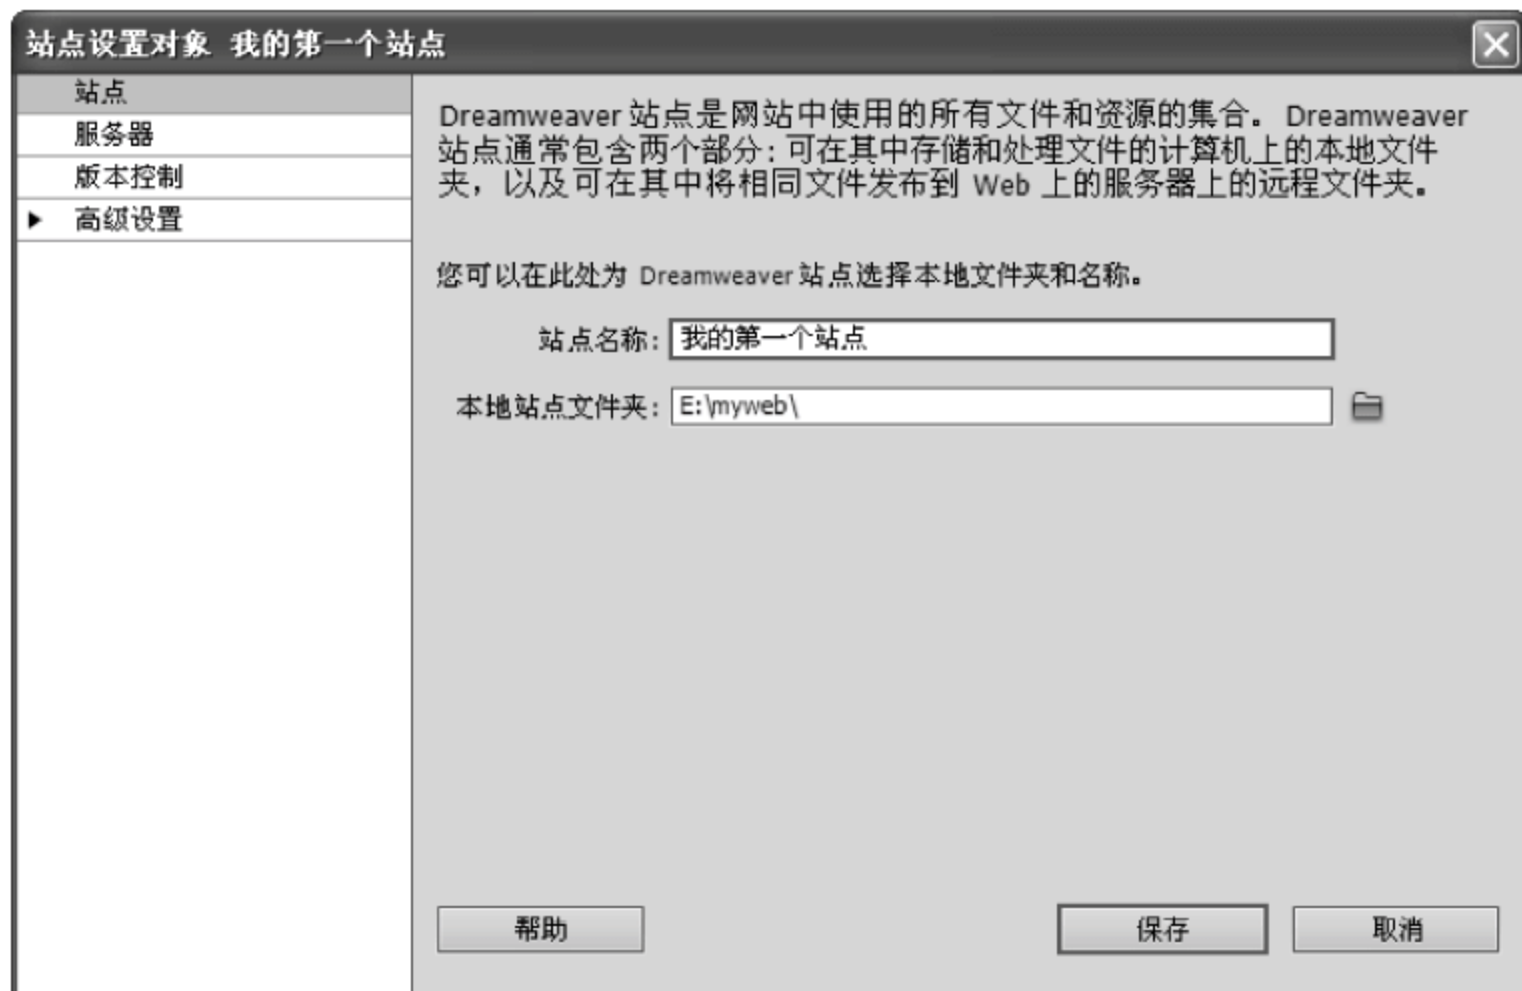 站点设置对象 我的第一个站点
站点
服务器
版本控制
高级设置
Dreamweaver 站点是网站中使用的所有文件和资源的集合。 Dreamweaver
站点通常包含两个部分：可在其中存储和处理文件的计算机上的本地文件
夹，以及可在其中将相同文件发布到 Web 上的服务器上的远程文件夹。
您可以在此处为 Dreamweaver 站点选择本地文件夹和名称。
站点名称：我的第一个站点
本地站点文件夹：E:\myweb\
帮助 保存 取消